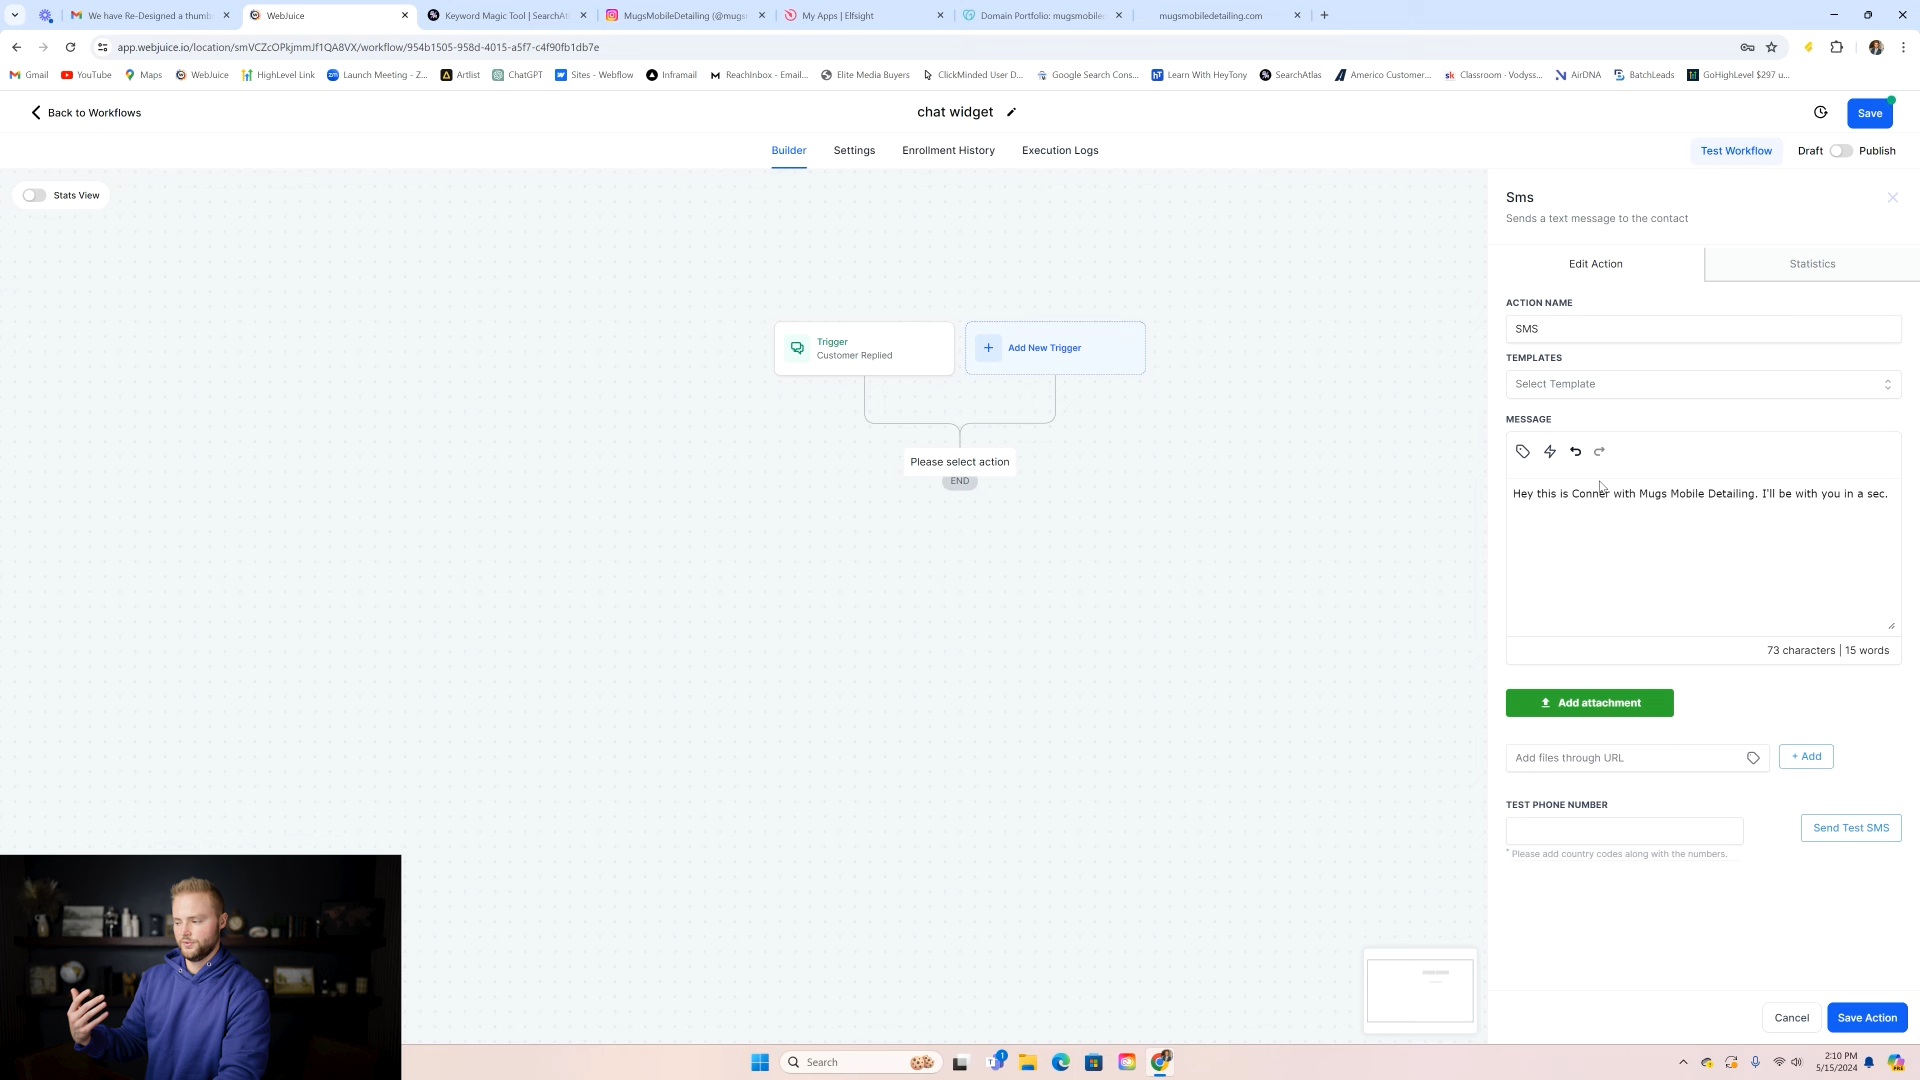 We have Re-Designed a thumb
WebJuice
Keyword Magic Tool | SearchAt
MugsMobileDetailing (@mugs
My Apps | Elfsight
Domain Portfolio: mugsmobile
mugsmobiledetailing.com
app.webjuice.io/location/smVCZcOPkjmmJf1QA8VX/workflow/954b1505-958d-4015-a5f7-c4f90fb1db7e
Gmail
YouTube
Maps
WebJuice
HighLevel Link
Launch Meeting - Z...
Artlist
ChatGPT
Sites - Webflow
Inframail
ReachInbox - Email...
Elite Media Buyers
ClickMinded User D...
Google Search Cons...
Learn With HeyTony
SearchAtlas
Americo Customer...
Classroom - Vodyss...
AirDNA
BatchLeads
GoHighLevel $297 u...
Back to Workflows
chat widget
Save
Builder
Settings
Enrollment History
Execution Logs
Test Workflow
Draft
Publish
Stats View
Trigger
Customer Replied
Add New Trigger
Please select action
END
Sms
Sends a text message to the contact
Edit Action
Statistics
ACTION NAME
SMS
TEMPLATES
Select Template
MESSAGE
Hey this is Conner with Mugs Mobile Detailing. I'll be with you in a sec.
73 characters | 15 words
Add attachment
Add files through URL
+ Add
TEST PHONE NUMBER
Send Test SMS
* Please add country codes along with the numbers.
Cancel
Save Action
Search
1
2:10 PM
5/15/2024